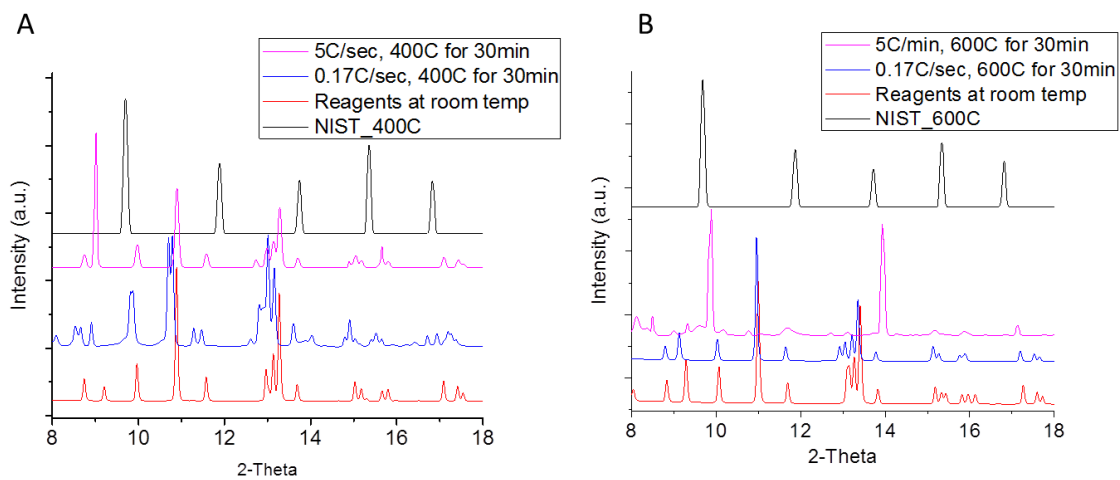 A
5C/sec, 400C for 30min
0.17C/sec, 400C for 30min
Reagents at room temp
NIST_400C
Intensity (a.u.)
8 10 12 14 16 18
2-Theta
B
5C/min, 600C for 30min
0.17C/sec, 600C for 30min
Reagents at room temp
NIST_600C
Intensity (a.u.)
8 10 12 14 16 18
2-Theta